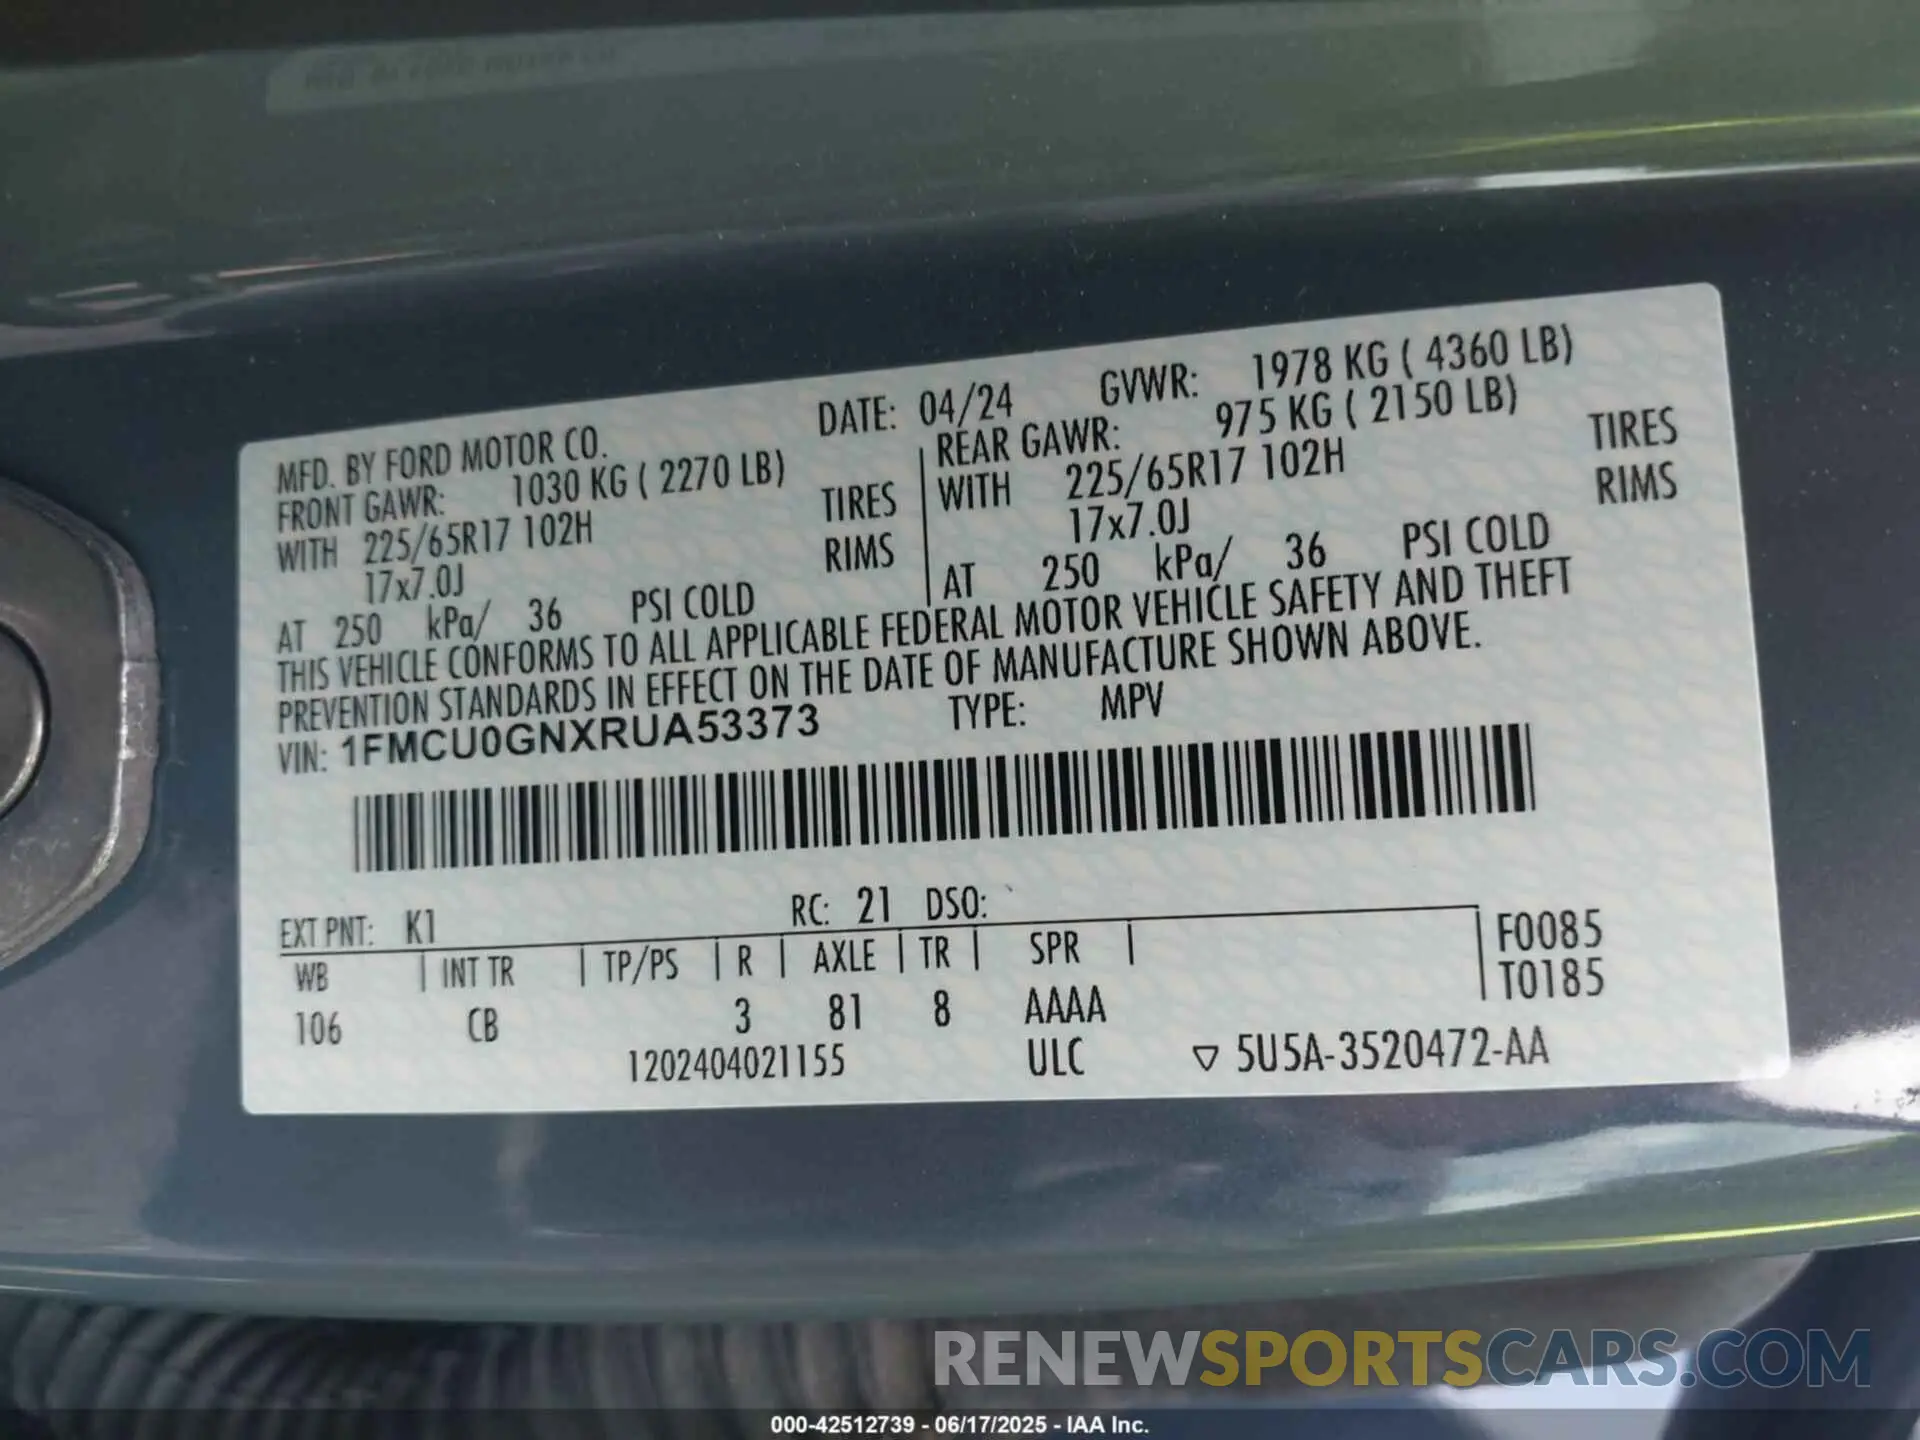 MFD. BY FORD MOTOR CO.
DATE: 04/24 GVWR: 1978 KG ( 4360 LB)
FRONT GAWR: 1030 KG ( 2270 LB)
WITH 225/65R17 102H TIRES
17x7.0J RIMS
AT 250 kPa/ 36 PSI COLD
REAR GAWR: 975 KG ( 2150 LB)
WITH 225/65R17 102H TIRES
17x7.0J RIMS
AT 250 kPa/ 36 PSI COLD
THIS VEHICLE CONFORMS TO ALL APPLICABLE FEDERAL MOTOR VEHICLE SAFETY AND THEFT
PREVENTION STANDARDS IN EFFECT ON THE DATE OF MANUFACTURE SHOWN ABOVE.
VIN: 1FMCU0GNXRUA53373 TYPE: MPV
EXT PNT: K1 RC: 21 DSO:
WB | INT TR | TP/PS | R | AXLE | TR | SPR | F0085
T0185
106 CB 3 81 8 AAAA
1202404021155 ULC ▽ 5U5A-3520472-AA
RENEWSPORTSCARS.COM
000-42512739 - 06/17/2025 - IAA Inc.